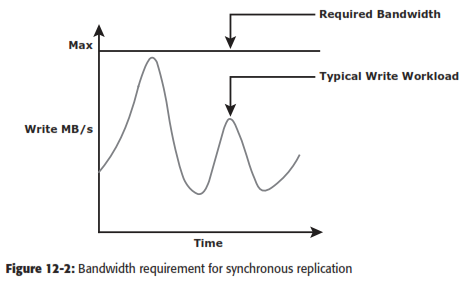 Required Bandwidth
Max
Typical Write Workload
Write MB/s
Time
Figure 12-2: Bandwidth requirement for synchronous replication